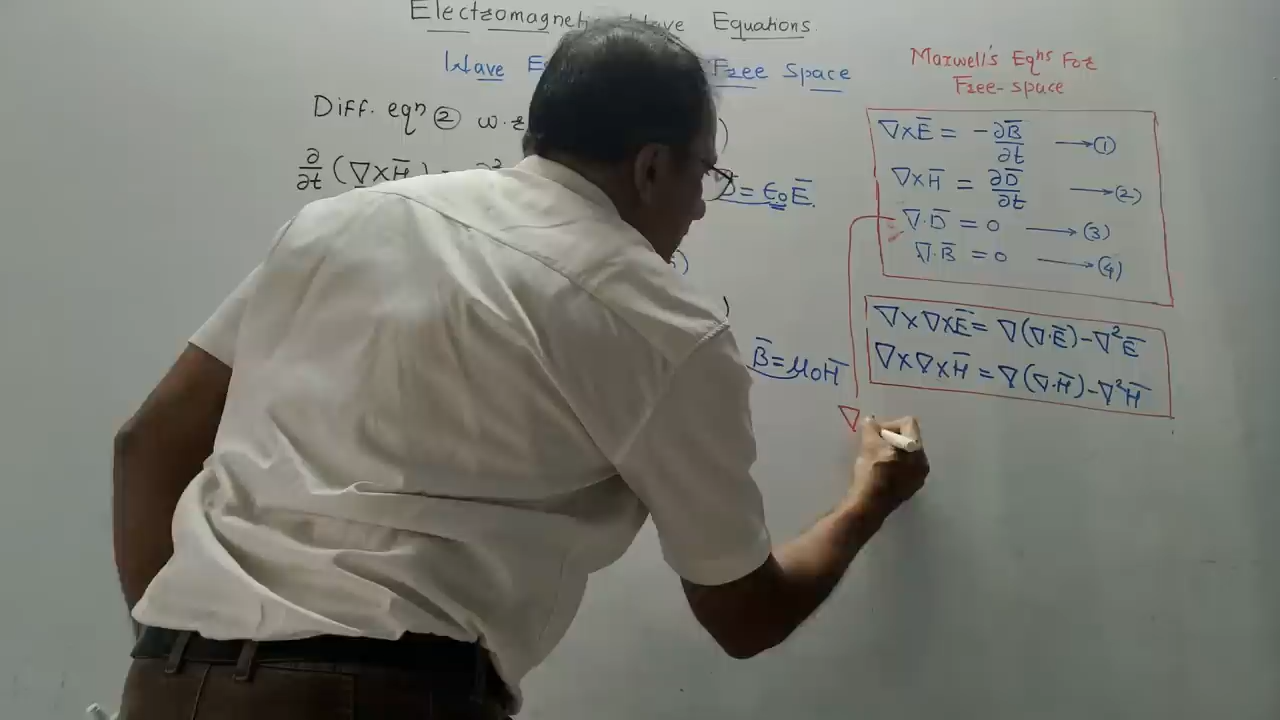 Electromagnetic Wave Equations
Wave Free Space
Diff. eqn ② w.r
∂/∂t (∇×H̄)
= ϵ₀Ē.
B̄ = μ₀H̄
Maxwell's Eqns For
Free-space
∇×Ē = -∂B̄/∂t → (1)
∇×H̄ = ∂D̄/∂t → (2)
∇·D̄ = 0 → (3)
∇·B̄ = 0 → (4)
∇×∇×Ē = ∇(∇·Ē) - ∇²Ē
∇×∇×H̄ = ∇(∇·H̄) - ∇²H̄
∇